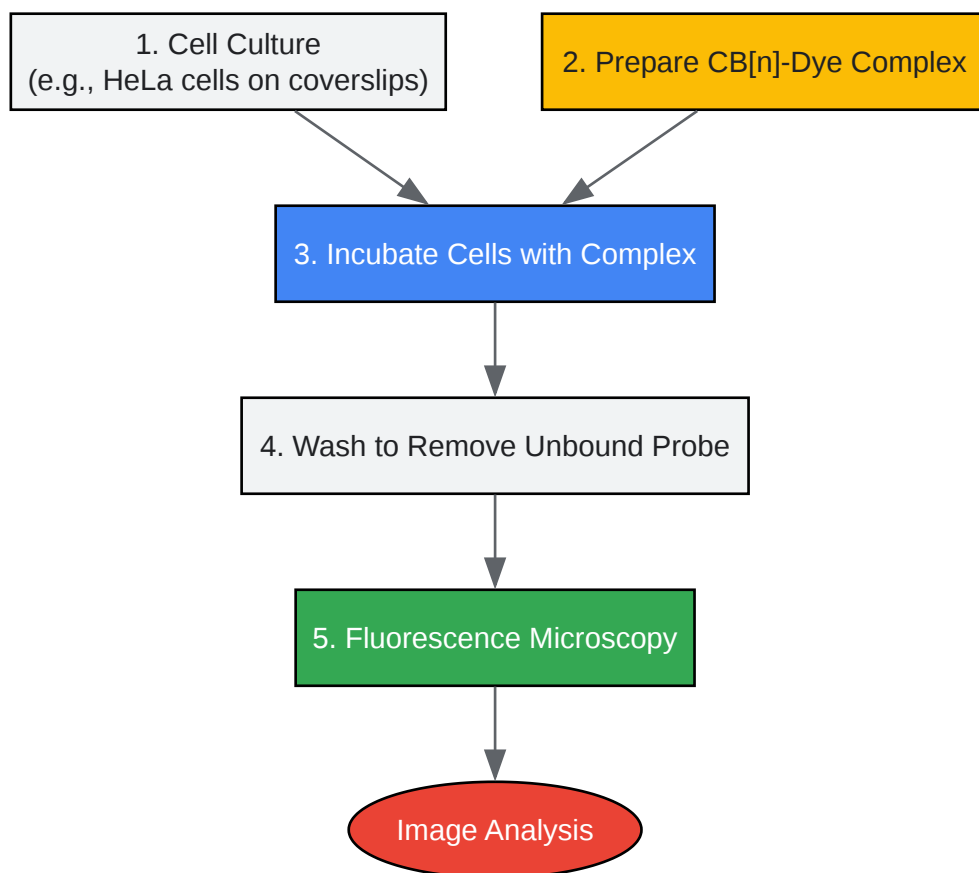 1. Cell Culture
(e.g., HeLa cells on coverslips)
2. Prepare CB[n]-Dye Complex
3. Incubate Cells with Complex
4. Wash to Remove Unbound Probe
5. Fluorescence Microscopy
Image Analysis